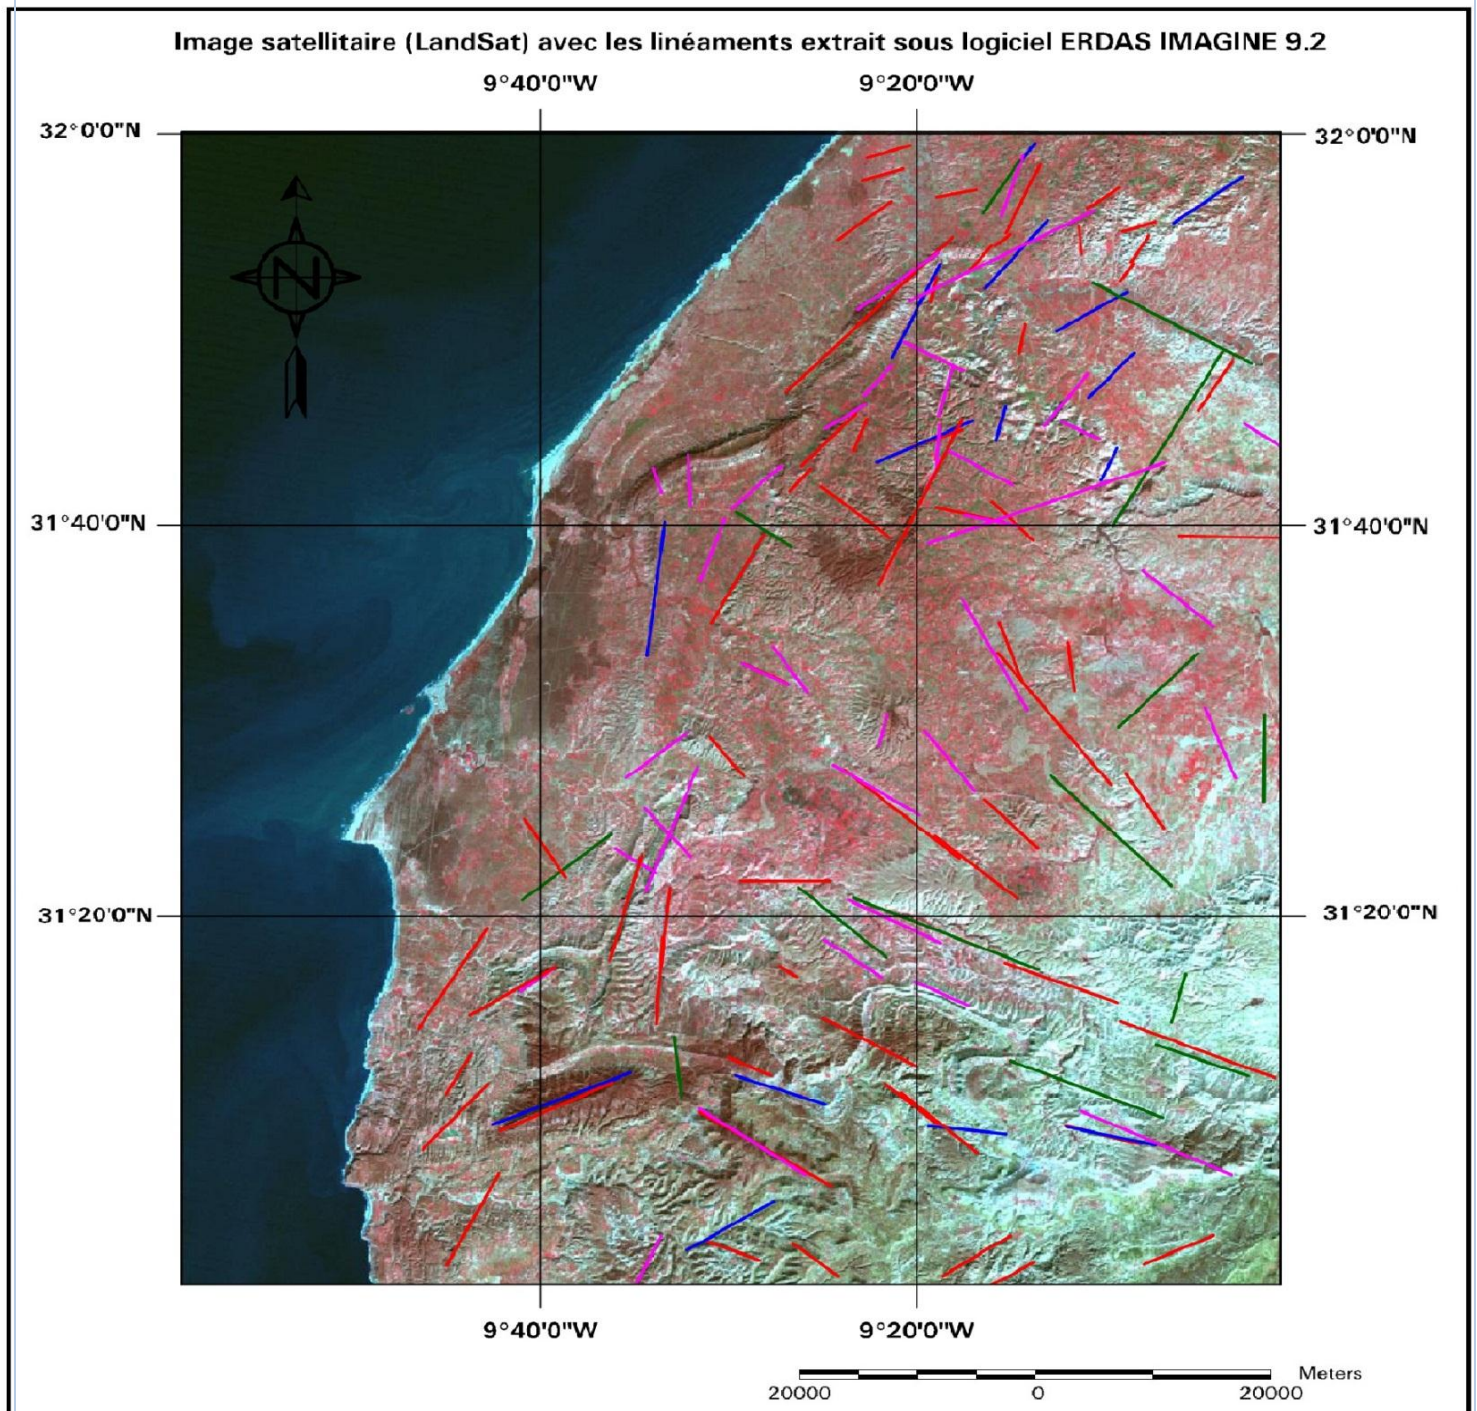 Image satellitaire (LandSat) avec les linéaments extrait sous logiciel ERDAS IMAGINE 9.2
9°40'0"W 9°20'0"W
32°0'0"N 32°0'0"N
N
31°40'0"N 31°40'0"N
31°20'0"N 31°20'0"N
9°40'0"W 9°20'0"W
Meters
20000 0 20000